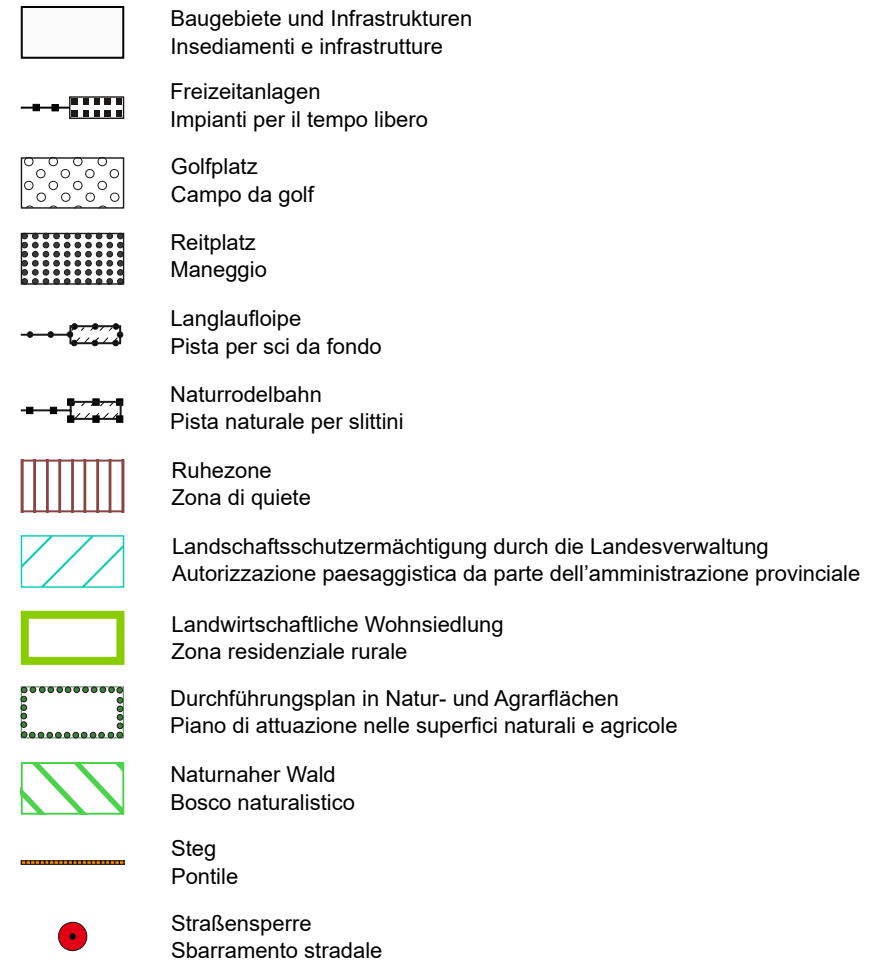 Baugebiete und Infrastrukturen
Insediamenti e infrastrutture
Freizeitanlagen
Impianti per il tempo libero
Golfplatz
Campo da golf
Reitplatz
Maneggio
Langlaufloipe
Pista per sci da fondo
Naturrodelbahn
Pista naturale per slittini
Ruhezone
Zona di quiete
Landschaftsschutzermächtigung durch die Landesverwaltung
Autorizzazione paesaggistica da parte dell’amministrazione provinciale
Landwirtschaftliche Wohnsiedlung
Zona residenziale rurale
Durchführungsplan in Natur- und Agrarflächen
Piano di attuazione nelle superfici naturali e agricole
Naturnaher Wald
Bosco naturalistico
Steg
Pontile
Straßensperre
Sbarramento stradale